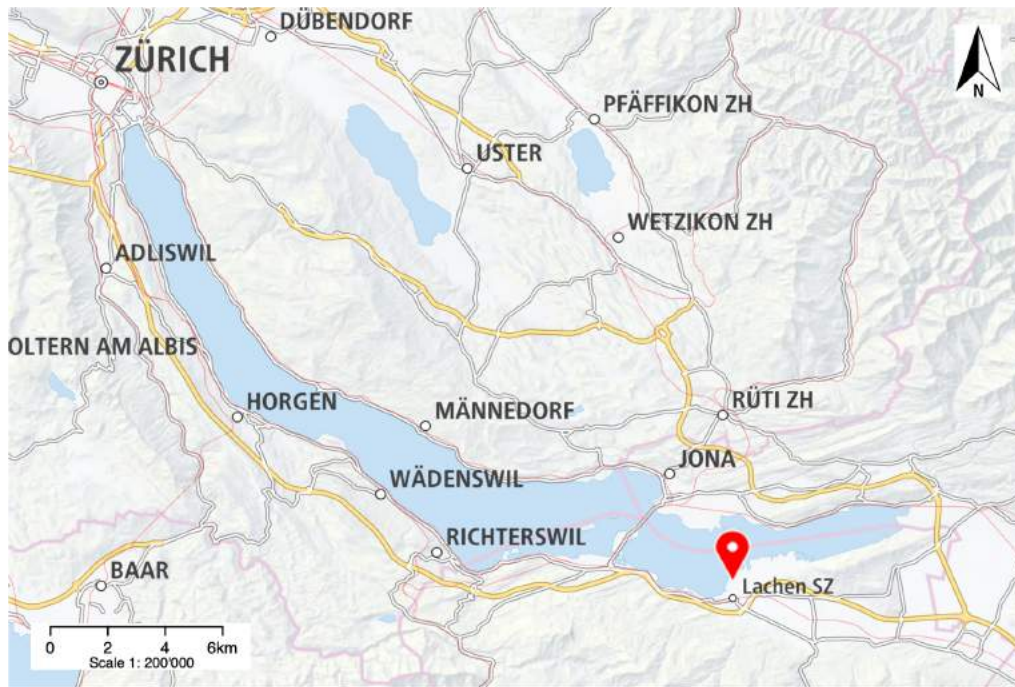 DÜBENDORF
ZÜRICH
N
PFÄFFIKON ZH
USTER
WETZIKON ZH
ADLISWIL
OLTERN AM ALBIS
HORGEN
MÄNNEDORF
RÜTI ZH
JONA
WÄDENSWIL
RICHTERSWIL
BAAR
Lachen SZ
0 2 4 6km
Scale 1: 200'000